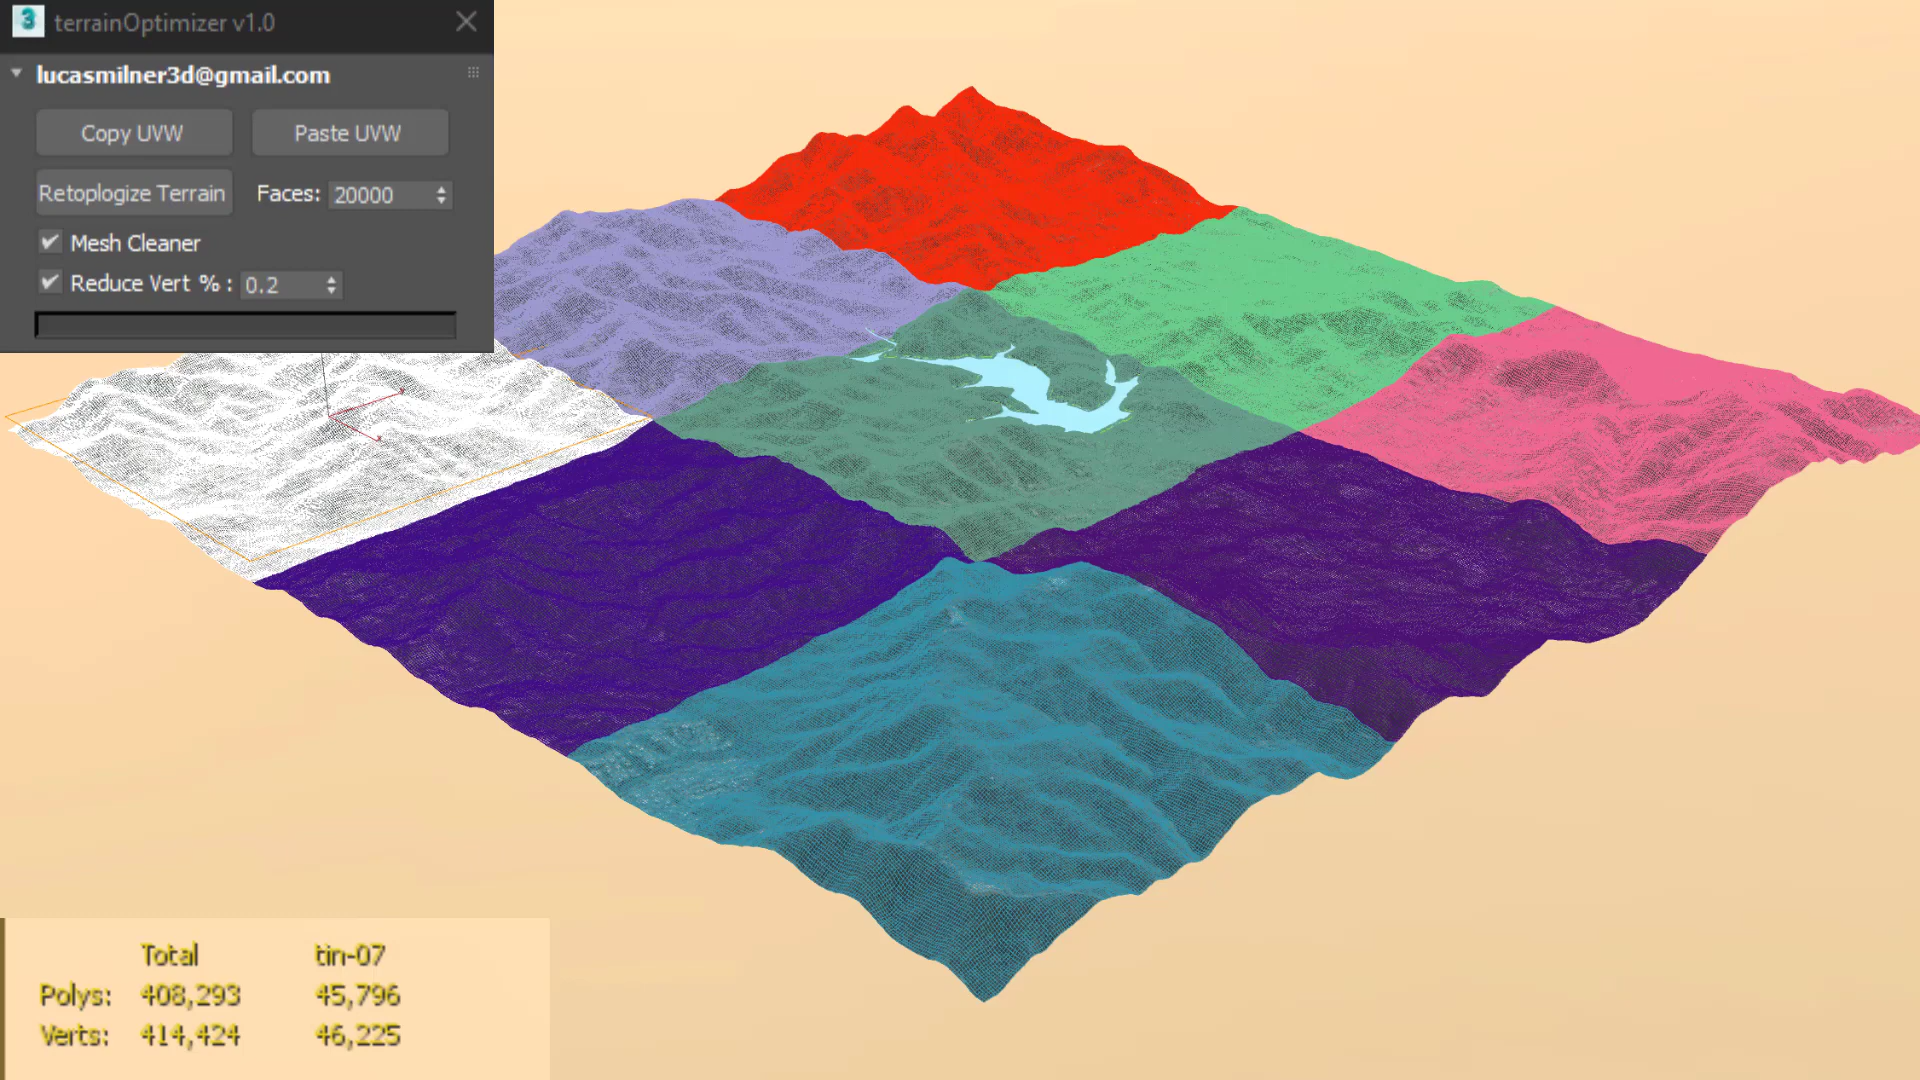 3 terrainOptimizer v1.0
lucasmilner3d@gmail.com
Copy UVW Paste UVW
Retoplogize Terrain Faces: 20000
Mesh Cleaner
Reduce Vert % : 0.2
Total tin-07
Polys: 408,293 45,796
Verts: 414,424 46,225